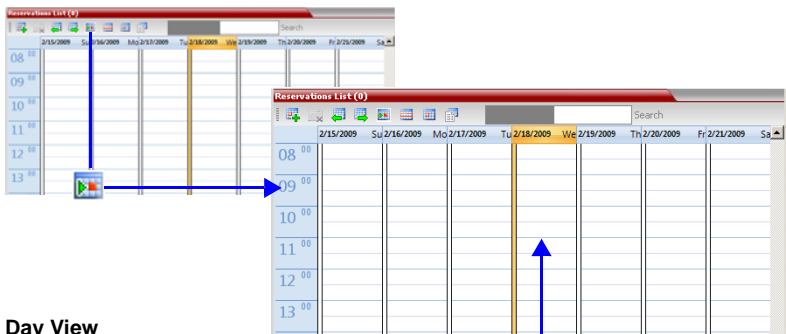 Reservations List (0)
Search
2/15/2009 Su 2/16/2009 Mo 2/17/2009 Tu 2/18/2009 We 2/19/2009 Th 2/20/2009 Fr 2/21/2009 Sa
08 00
09 00
10 00
11 00
12 00
13 00
Reservations List (0)
Search
2/15/2009 Su 2/16/2009 Mo 2/17/2009 Tu 2/18/2009 We 2/19/2009 Th 2/20/2009 Fr 2/21/2009 Sa
08 00
09 00
10 00
11 00
12 00
13 00
Day View